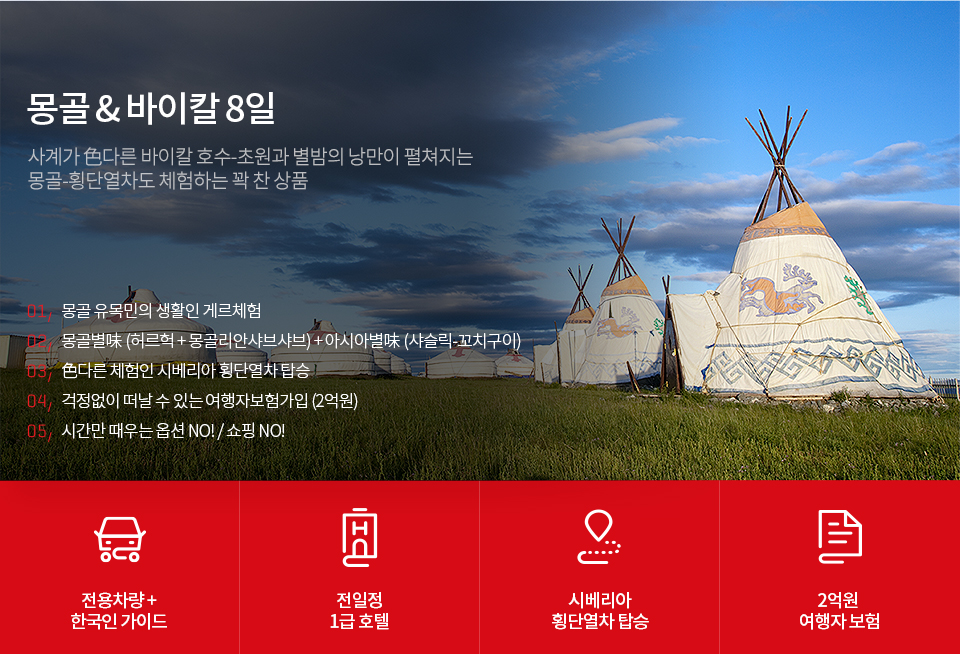 몽골 & 바이칼 8일
사계가 色다른 바이칼 호수-초원과 별밤의 낭만이 펼쳐지는
몽골-횡단열차도 체험하는 꽉 찬 상품
01, 몽골 유목민의 생활인 게르체험
02, 몽골별味 (허르헉 + 몽골리안샤브샤브) + 아시아별味 (샤슬릭-꼬치구이)
03, 色다른 체험인 시베리아 횡단열차 탑승
04, 걱정없이 떠날 수 있는 여행자보험가입 (2억원)
05, 시간만 때우는 옵션 NO! / 쇼핑 NO!
전용차량 +
한국인 가이드
전일정
1급 호텔
시베리아
횡단열차 탑승
2억원
여행자 보험